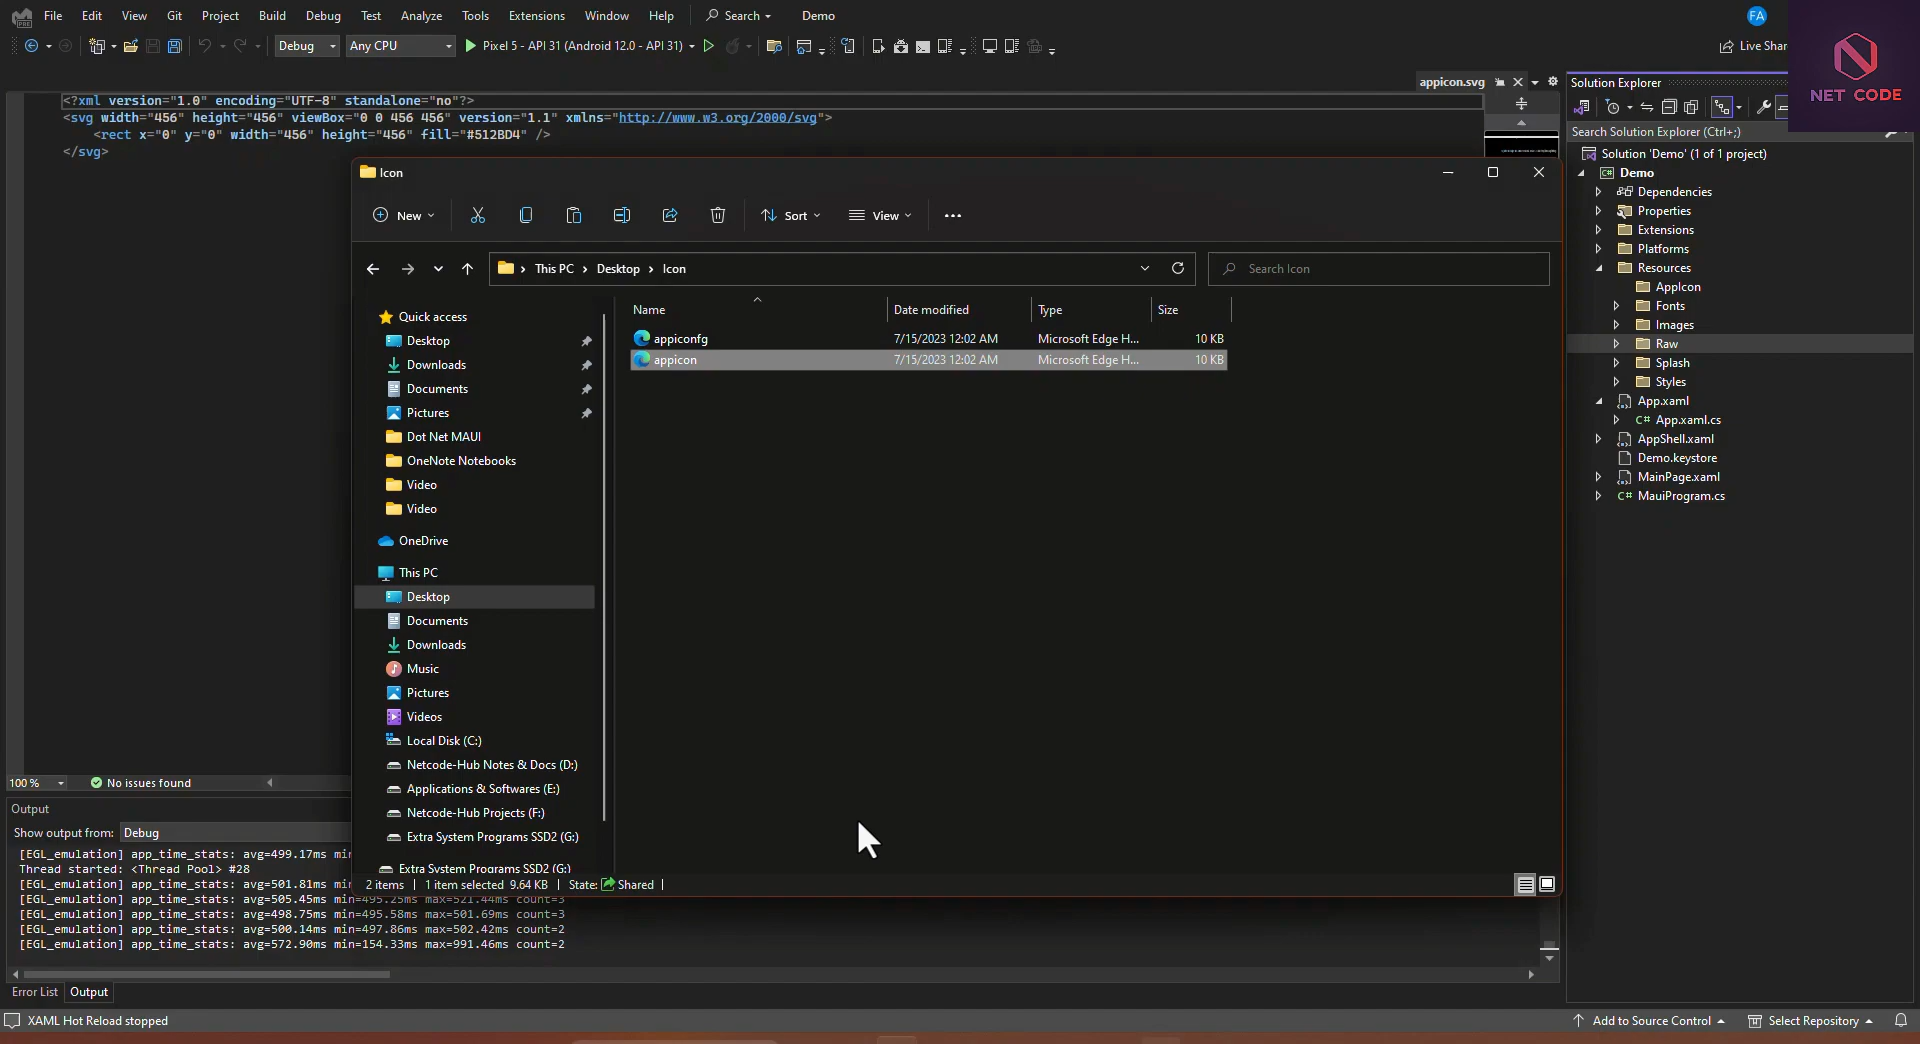 File Edit View Git Project Build Debug Test Analyze Tools Extensions Window Help Search Demo FA
Debug Any CPU Pixel 5 - API 31 (Android 12.0 - API 31) Live Shar
NET CODE
appicon.svg
<?xml version="1.0" encoding="UTF-8" standalone="no"?>
<svg width="456" height="456" viewBox="0 0 456 456" version="1.1" xmlns="http://www.w3.org/2000/svg">
<rect x="0" y="0" width="456" height="456" fill="#512BD4" />
</svg>
Icon
New Sort View
This PC Desktop Icon
Search Icon
Quick access
Desktop
Downloads
Documents
Pictures
Dot Net MAUI
OneNote Notebooks
Video
Video
OneDrive
This PC
Desktop
Documents
Downloads
Music
Pictures
Videos
Local Disk (C:)
Netcode-Hub Notes & Docs (D:)
Applications & Softwares (E:)
Netcode-Hub Projects (F:)
Extra System Programs SSD2 (G:)
Extra System Programs SSD2 (G:)
Name Date modified Type Size
appiconfg 7/15/2023 12:02 AM Microsoft Edge H... 10 KB
appicon 7/15/2023 12:02 AM Microsoft Edge H... 10 KB
2 items 1 item selected 9.64 KB State: Shared
Solution Explorer
Search Solution Explorer (Ctrl+;)
Solution 'Demo' (1 of 1 project)
Demo
Dependencies
Properties
Extensions
Platforms
Resources
AppIcon
Fonts
Images
Raw
Splash
Styles
App.xaml
App.xaml.cs
AppShell.xaml
Demo.keystore
MainPage.xaml
MauiProgram.cs
100 % No issues found
Output
Show output from: Debug
[EGL_emulation] app_time_stats: avg=499.17ms min
Thread started: <Thread Pool> #28
[EGL_emulation] app_time_stats: avg=501.81ms min
[EGL_emulation] app_time_stats: avg=505.45ms min=495.25ms max=521.44ms count=3
[EGL_emulation] app_time_stats: avg=498.75ms min=495.58ms max=501.69ms count=3
[EGL_emulation] app_time_stats: avg=500.14ms min=497.86ms max=502.42ms count=2
[EGL_emulation] app_time_stats: avg=572.90ms min=154.33ms max=991.46ms count=2
Error List Output
XAML Hot Reload stopped
Add to Source Control Select Repository